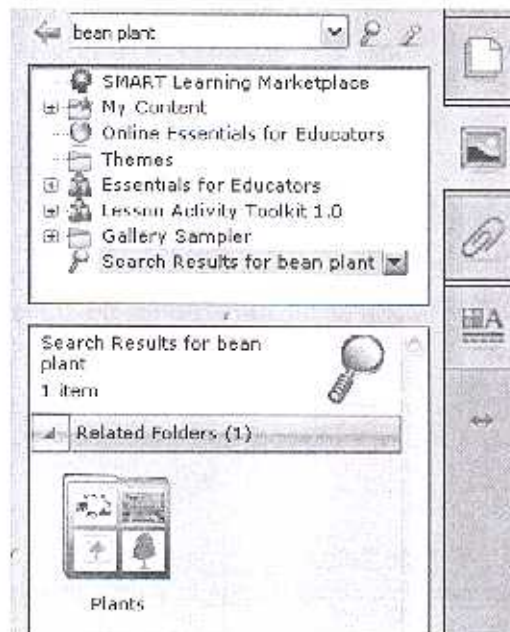 bean plant
SMART Learning Marketplace
My Content
Online Essentials for Educators
Themes
Essentials for Educators
Lesson Activity Toolkit 1.0
Gallery Sampler
Search Results for bean plant
Search Results for bean
plant
1 item
Related Folders (1)
Plants
A